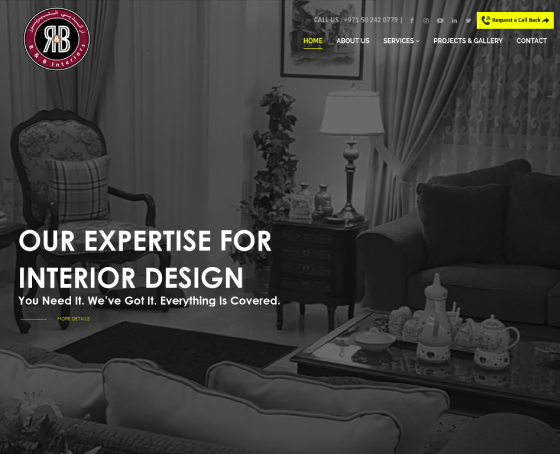 CALL US : +971 50 242 0779 |
Request a Call Back
R & B Interiors
HOME
ABOUT US
SERVICES
PROJECTS & GALLERY
CONTACT
OUR EXPERTISE FOR
INTERIOR DESIGN
You Need It. We've Got It. Everything Is Covered.
MORE DETAILS